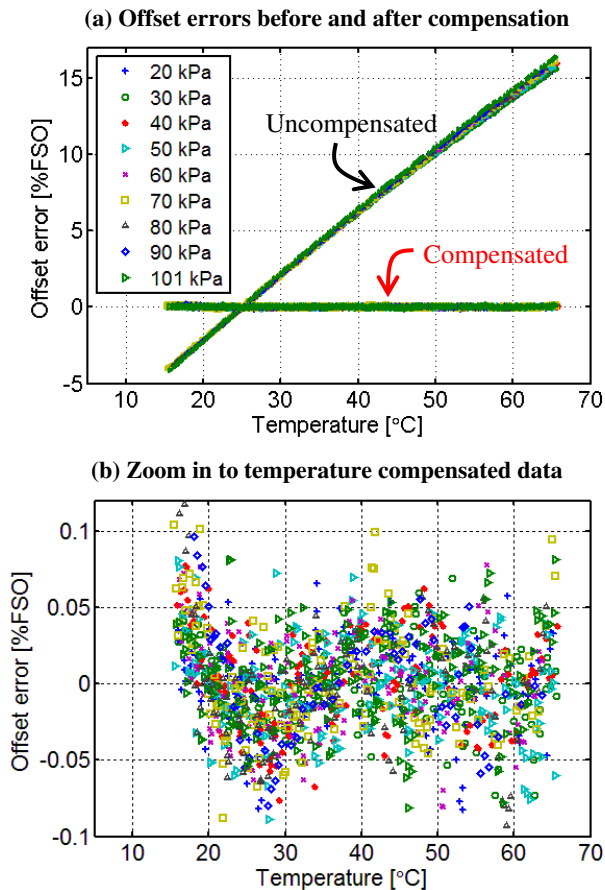 (a) Offset errors before and after compensation
Offset error [%FSO]
15
10
5
0
-5
20 kPa
30 kPa
40 kPa
50 kPa
60 kPa
70 kPa
80 kPa
90 kPa
101 kPa
Uncompensated
Compensated
10 20 30 40 50 60 70
Temperature [°C]
(b) Zoom in to temperature compensated data
Offset error [%FSO]
0.1
0.05
0
-0.05
-0.1
10 20 30 40 50 60 70
Temperature [°C]